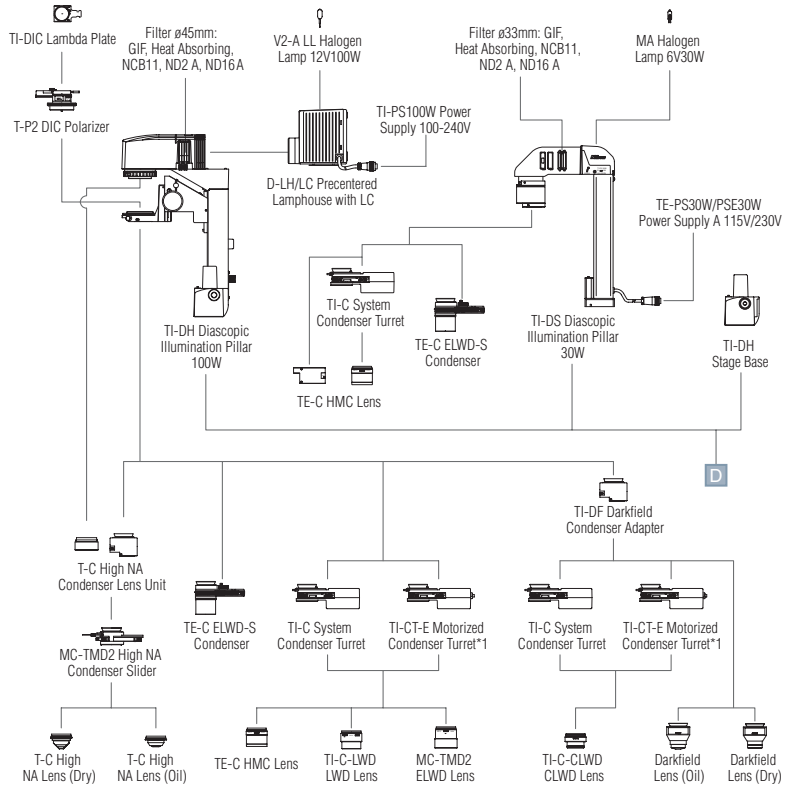 TI-DIC Lambda Plate
Filter ø45mm:
GIF, Heat Absorbing,
NCB11, ND2 A, ND16A
V2-A LL Halogen
Lamp 12V100W
Filter ø33mm: GIF,
Heat Absorbing, NCB11,
ND2 A, ND16 A
MA Halogen
Lamp 6V30W
T-P2 DIC Polarizer
TI-PS100W Power
Supply 100-240V
D-LH/LC Precentered
Lamphouse with LC
TE-PS30W/PSE30W
Power Supply A 115V/230V
TI-DH Diascopic
Illumination Pillar
100W
TI-C System
Condenser Turret
TE-C ELWD-S
Condenser
TE-C HMC Lens
TI-DS Diascopic
Illumination Pillar
30W
TI-DH
Stage Base
D
TI-DF Darkfield
Condenser Adapter
T-C High NA
Condenser Lens Unit
TE-C ELWD-S
Condenser
TI-C System
Condenser Turret
TI-CT-E Motorized
Condenser Turret*1
TI-C System
Condenser Turret
TI-CT-E Motorized
Condenser Turret*1
MC-TMD2 High NA
Condenser Slider
T-C High
NA Lens (Dry)
T-C High
NA Lens (Oil)
TE-C HMC Lens
TI-C-LWD
LWD Lens
MC-TMD2
ELWD Lens
TI-C-CLWD
CLWD Lens
Darkfield
Lens (Oil)
Darkfield
Lens (Dry)